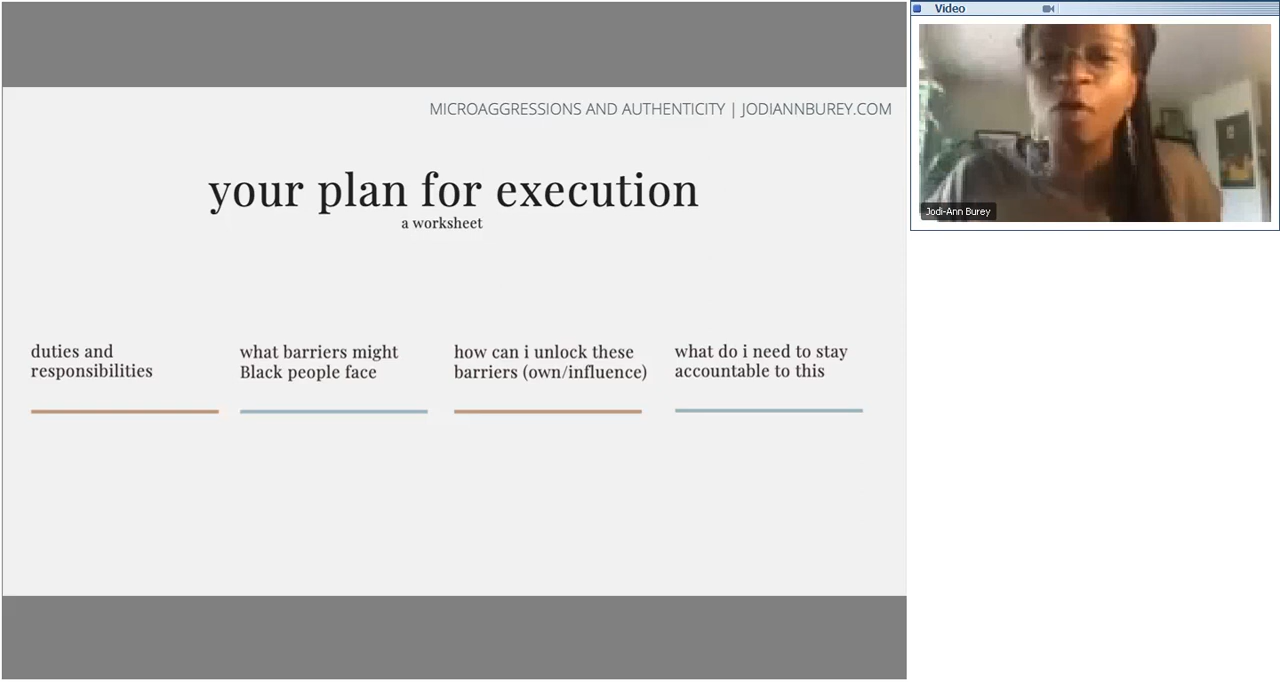 MICROAGGRESSIONS AND AUTHENTICITY | JODIANNBUREY.COM
your plan for execution
a worksheet
duties and
responsibilities
what barriers might
Black people face
how can i unlock these
barriers (own/influence)
what do i need to stay
accountable to this
Video
Jodi-Ann Burey